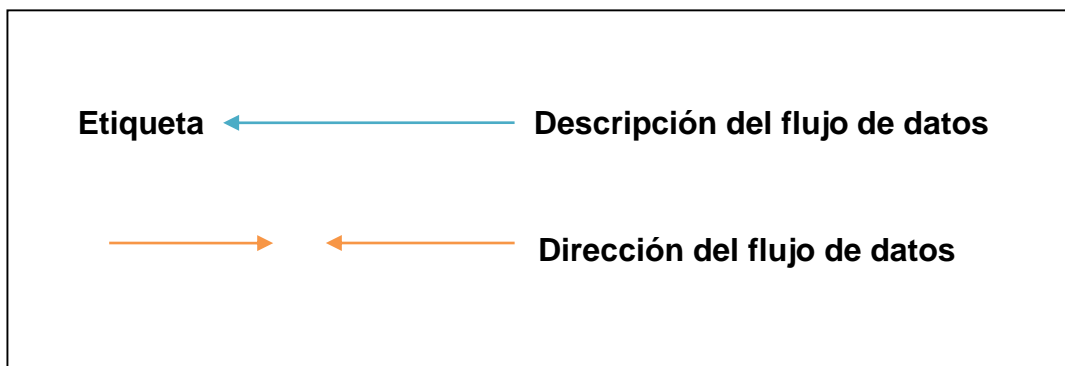 Etiqueta Descripción del flujo de datos
Dirección del flujo de datos